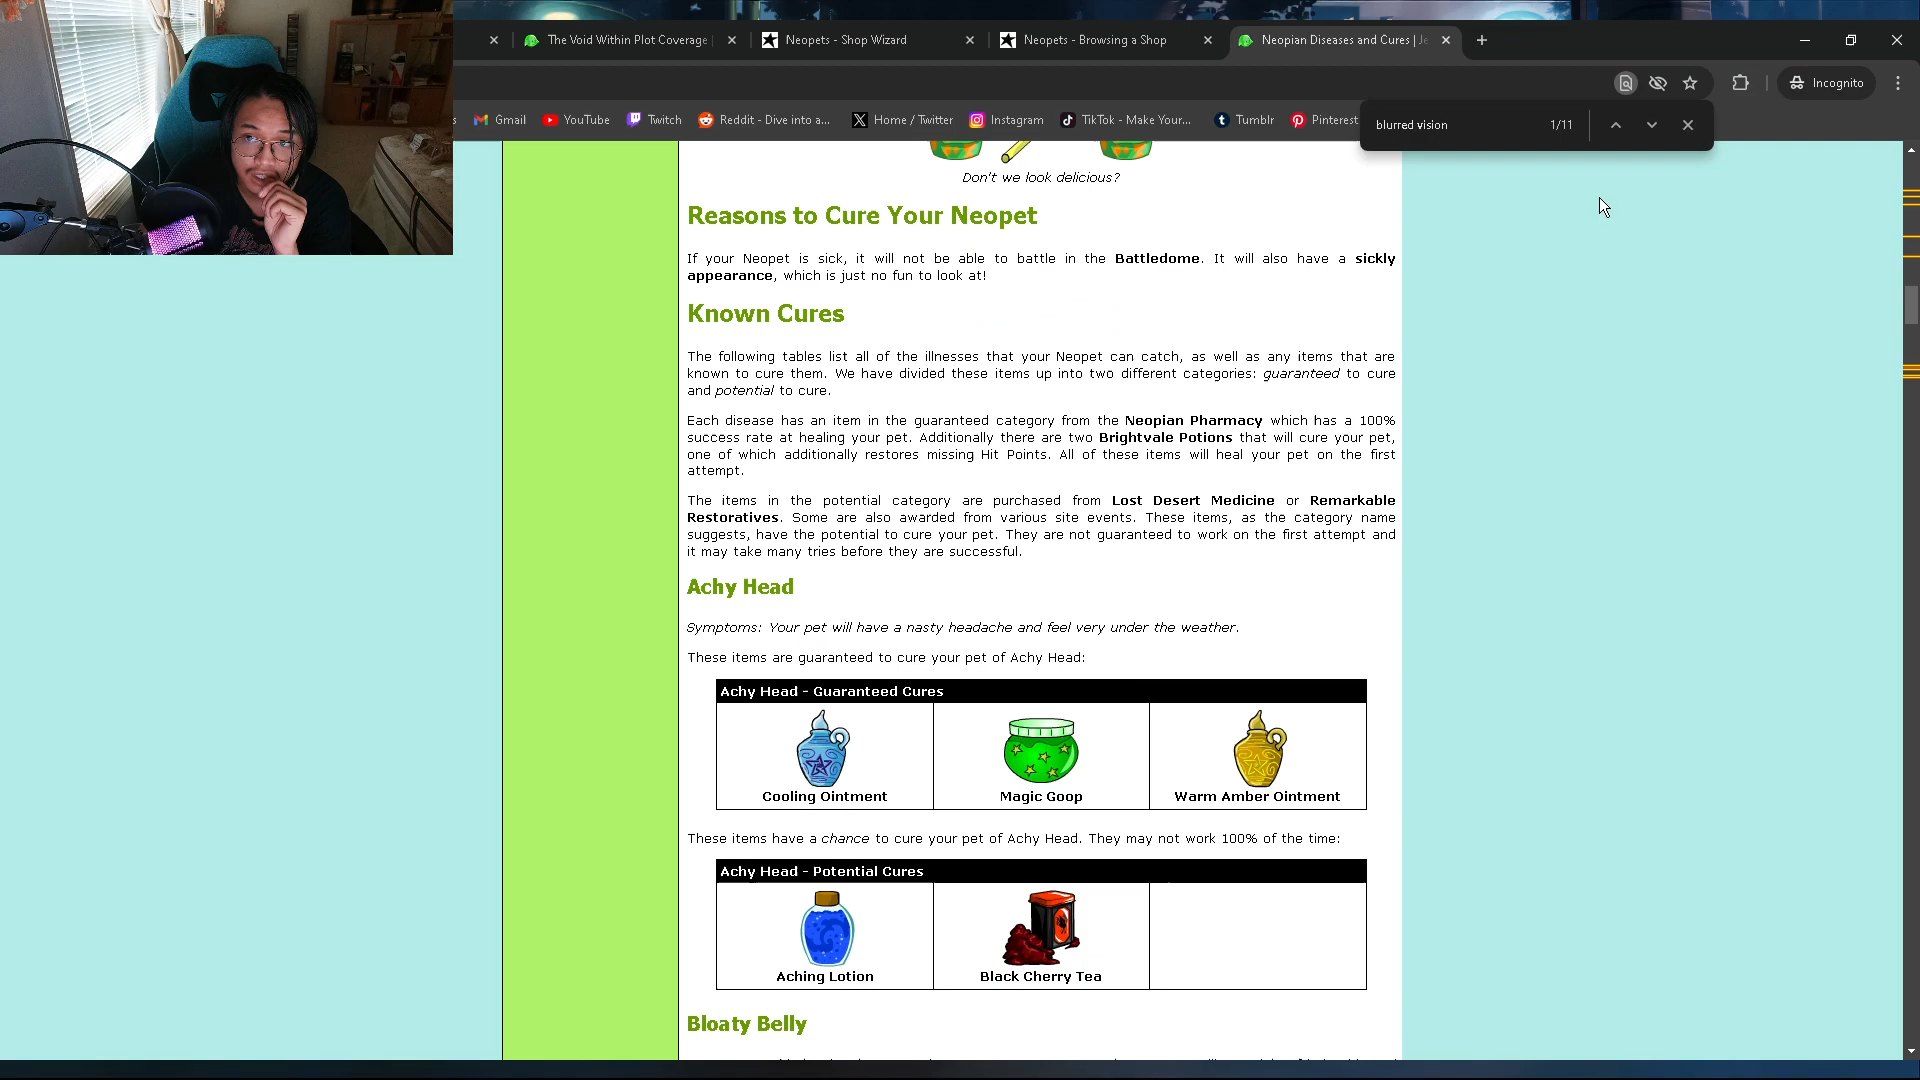 The Void Within Plot Coverage
Neopets - Shop Wizard
Neopets - Browsing a Shop
Neopian Diseases and Cures | Je
Incognito
s
Gmail
YouTube
Twitch
Reddit - Dive into a...
Home / Twitter
Instagram
TikTok - Make Your...
Tumblr
Pinterest
blurred vision
1/11
Don't we look delicious?
Reasons to Cure Your Neopet
If your Neopet is sick, it will not be able to battle in the Battledome. It will also have a sickly
appearance, which is just no fun to look at!
Known Cures
The following tables list all of the illnesses that your Neopet can catch, as well as any items that are
known to cure them. We have divided these items up into two different categories: guaranteed to cure
and potential to cure.
Each disease has an item in the guaranteed category from the Neopian Pharmacy which has a 100%
success rate at healing your pet. Additionally there are two Brightvale Potions that will cure your pet,
one of which additionally restores missing Hit Points. All of these items will heal your pet on the first
attempt.
The items in the potential category are purchased from Lost Desert Medicine or Remarkable
Restoratives. Some are also awarded from various site events. These items, as the category name
suggests, have the potential to cure your pet. They are not guaranteed to work on the first attempt and
it may take many tries before they are successful.
Achy Head
Symptoms: Your pet will have a nasty headache and feel very under the weather.
These items are guaranteed to cure your pet of Achy Head:
Achy Head - Guaranteed Cures
Cooling Ointment
Magic Goop
Warm Amber Ointment
These items have a chance to cure your pet of Achy Head. They may not work 100% of the time:
Achy Head - Potential Cures
Aching Lotion
Black Cherry Tea
Bloaty Belly